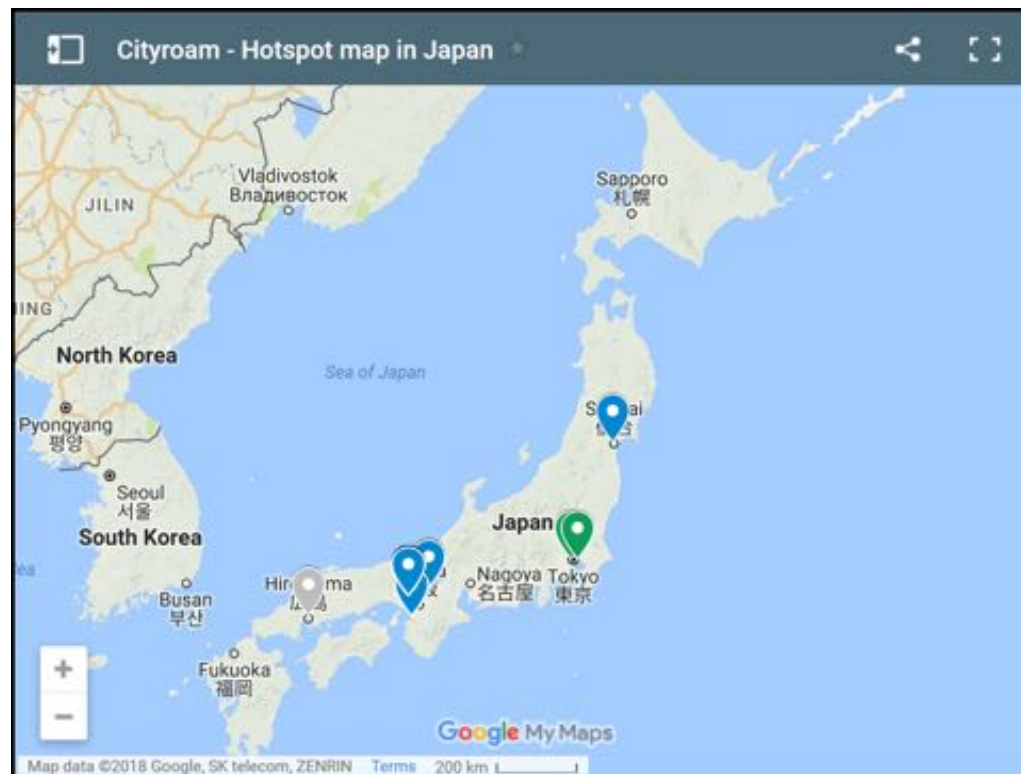 Cityroam - Hotspot map in Japan
Vladivostok
Владивосток
JILIN
Sapporo
札幌
North Korea
Sea of Japan
Pyongyang
평양
Seoul
서울
South Korea
Japan
Nagoya
名古屋
Tokyo
東京
Busan
부산
Fukuoka
福岡
+
−
Google My Maps
Map data ©2018 Google, SK telecom, ZENRIN Terms 200 km